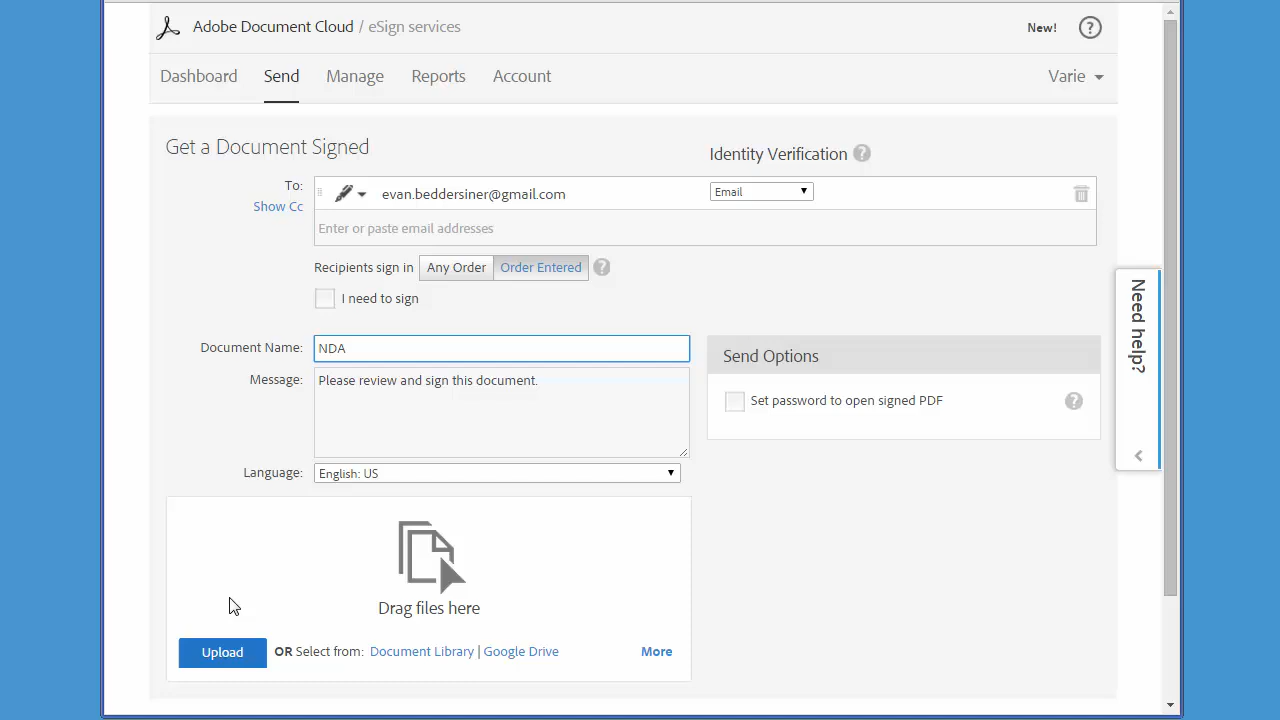 Adobe Document Cloud / eSign services
New! ?
Dashboard Send Manage Reports Account Varie
Get a Document Signed
Identity Verification ?
To: evan.beddersiner@gmail.com Email
Show Cc
Enter or paste email addresses
Recipients sign in Any Order Order Entered ?
I need to sign
Need help?
Document Name: NDA
Send Options
Message: Please review and sign this document.
Set password to open signed PDF ?
Language: English: US
Drag files here
Upload OR Select from: Document Library | Google Drive More